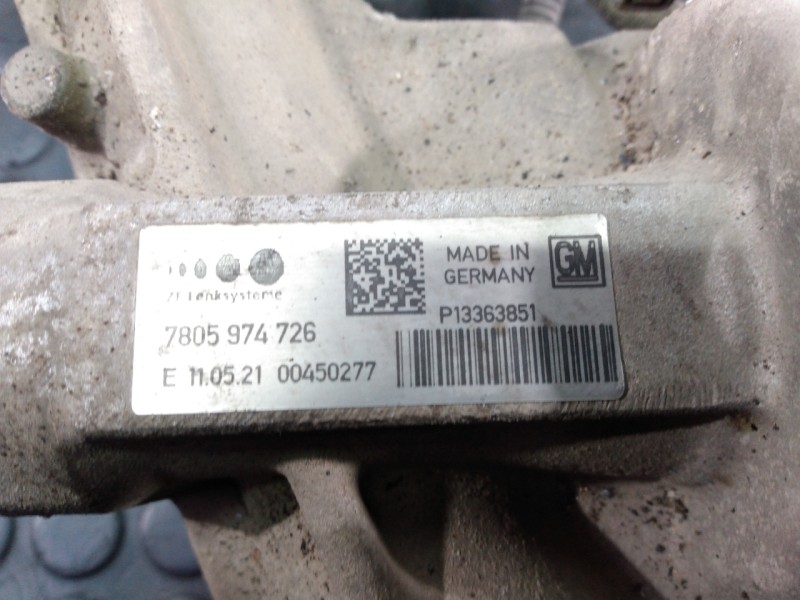 ZF Lenksysteme
7805 974 726
E 11.05.21 00450277
MADE IN
GERMANY
GM
P13363851